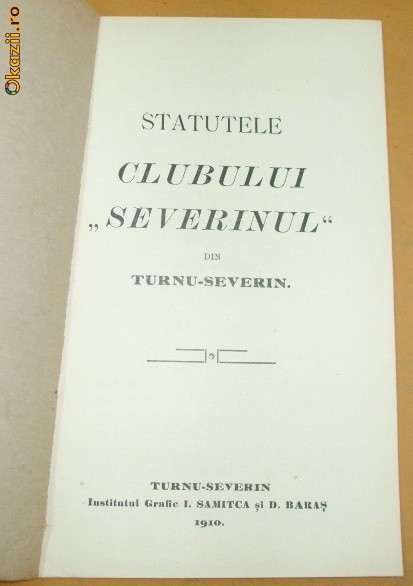 Okazii.ro
STATUTELE
CLUBULUI
„SEVERINUL“
DIN
TURNU-SEVERIN.
TURNU-SEVERIN
Institutul Grafic I. SAMITCA și D. BARAȘ
1910.